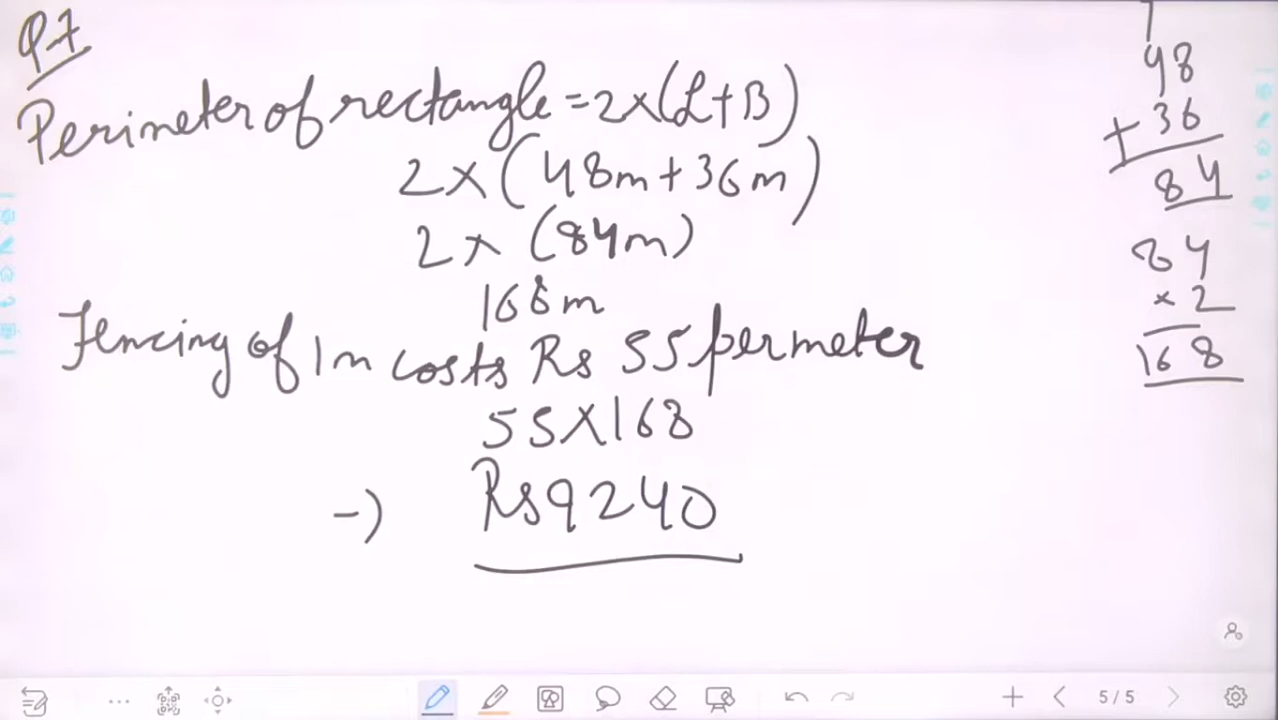 Q7
Perimeter of rectangle = 2×(L+B)
2×(48m+36m)
2×(84m)
168m
Fencing of 1m costs Rs 55 per meter
55×168
→ Rs 9240
1
48
+ 36
84
84
× 2
168
5/5